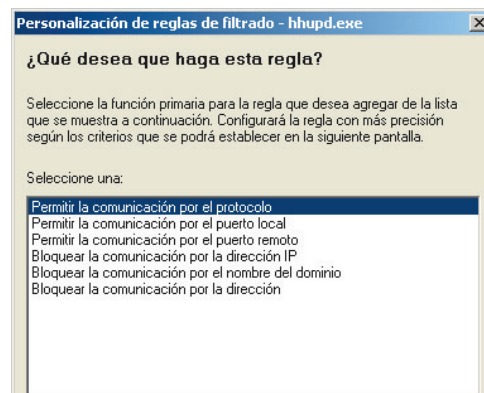 Personalización de reglas de filtrado - hhupd.exe
¿Qué desea que haga esta regla?
Seleccione la función primaria para la regla que desea agregar de la lista
que se muestra a continuación. Configurará la regla con más precisión
según los criterios que se podrá establecer en la siguiente pantalla.
Seleccione una:
Permitir la comunicación por el protocolo
Permitir la comunicación por el puerto local
Permitir la comunicación por el puerto remoto
Bloquear la comunicación por la dirección IP
Bloquear la comunicación por el nombre del dominio
Bloquear la comunicación por la dirección